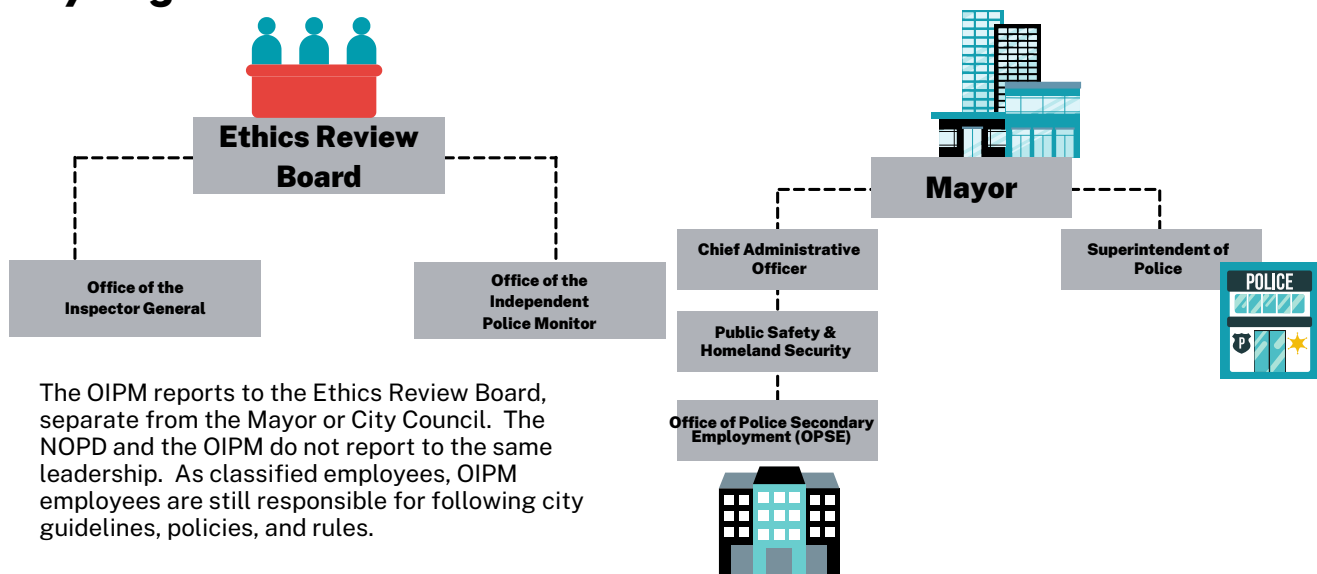 Ethics Review
Board
Office of the
Inspector General
Office of the
Independent
Police Monitor
The OIPM reports to the Ethics Review Board,
separate from the Mayor or City Council. The
NOPD and the OIPM do not report to the same
leadership. As classified employees, OIPM
employees are still responsible for following city
guidelines, policies, and rules.
Mayor
Chief Administrative
Officer
Public Safety &
Homeland Security
Office of Police Secondary
Employment (OPSE)
Superintendent of
Police
POLICE
P